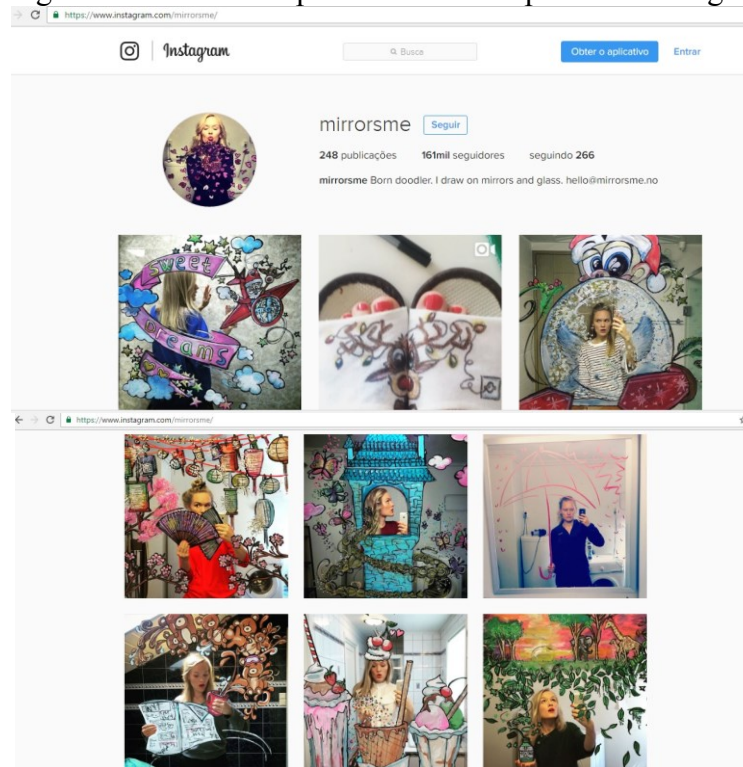 https://www.instagram.com/mirrorsme/
Instagram
Busca
Obter o aplicativo
Entrar
mirrorsme
Seguir
248 publicações 161mil seguidores seguindo 266
mirrorsme Born doodler. I draw on mirrors and glass. hello@mirrorsme.no
SWEET
DREAMS
https://www.instagram.com/mirrorsme/